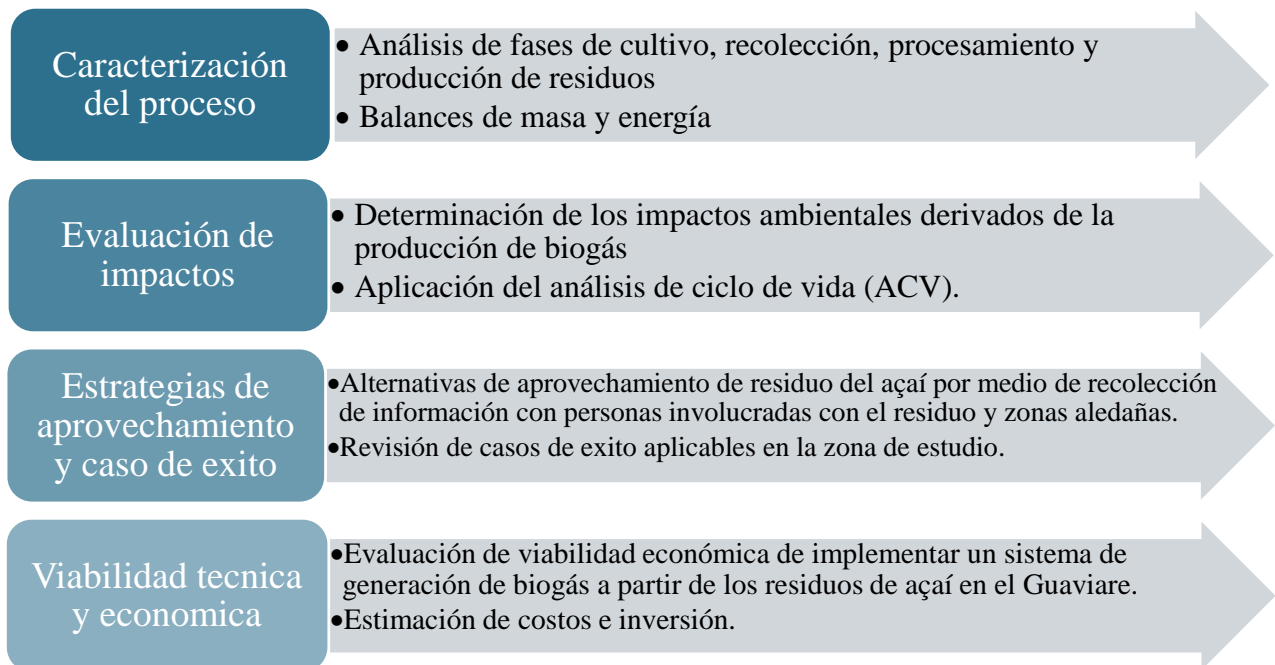 Caracterización
del proceso
• Análisis de fases de cultivo, recolección, procesamiento y
producción de residuos
• Balances de masa y energía
Evaluación de
impactos
• Determinación de los impactos ambientales derivados de la
producción de biogás
• Aplicación del análisis de ciclo de vida (ACV).
Estrategias de
aprovechamiento
y caso de exito
•Alternativas de aprovechamiento de residuo del açaí por medio de recolección
de información con personas involucradas con el residuo y zonas aledañas.
•Revisión de casos de exito aplicables en la zona de estudio.
Viabilidad tecnica
y economica
•Evaluación de viabilidad económica de implementar un sistema de
generación de biogás a partir de los residuos de açaí en el Guaviare.
•Estimación de costos e inversión.